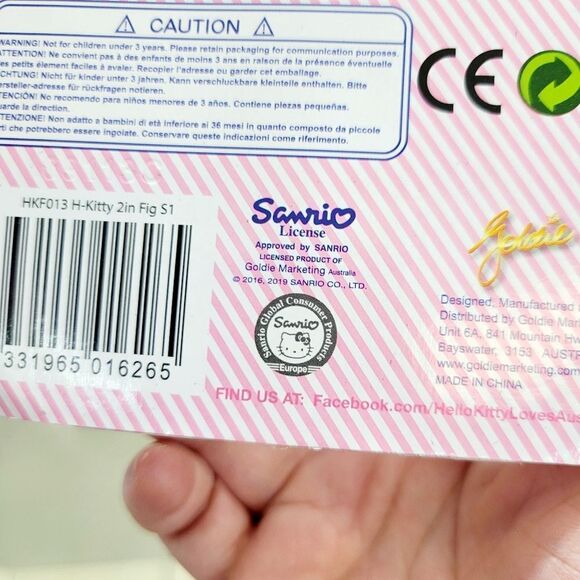 CAUTION
WARNING! Not for children under 3 years. Please retain packaging for communication purposes.
ATTENTION! Ne convient pas à des enfants de moins 3 ans en raison de la présence éventuelle
des petits élement faciles à avaler. Recopier l'adresse ou garder cet emballage.
ACHTUNG! Nicht für kinder unter 3 jahren. Kann verschluckbare kleinteile enthalten. Bitte
hersteller-adresse für rückfragen notieren.
ATENCIÓN! No recomendo para niños menores de 3 años. Contiene piezas pequeñas.
uarde la direction.
ATTENZIONE! Non adatto a bambini di età inferiore ai 36 mesi in quanto composto da piccole
rti che potrebbero essere ingoiate. Conservare queste indicazioni come riferimento.
CE
HKF013 H-Kitty 2in Fig S1
331965 016265
Sanrio
License
Approved by SANRIO
LICENSED PRODUCT OF
Goldie Marketing Australia
© 2016, 2019 SANRIO CO., LTD.
Sanrio Global Consumer Products
Sanrio
Europe
Goldie
Designed, Manufactured
Distributed by Goldie Mar
Unit 6A, 841 Mountain Hw
Bayswater, 3153 AUST
www.goldiemarketing.c
MADE IN CHINA
FIND US AT: Facebook.com/HelloKittyLovesAus